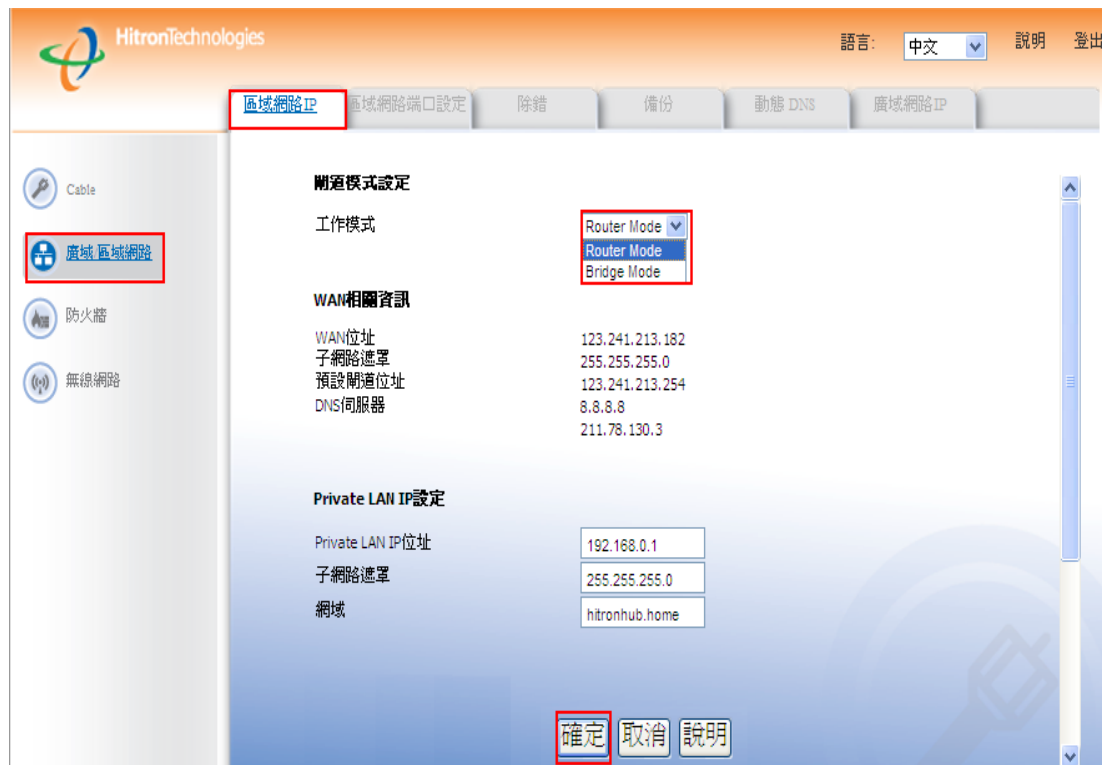 HitronTechnologies
語言: 中文 說明 登出
區域網路IP 區域網路端口設定 除錯 備份 動態 DNS 廣域網路IP
Cable
廣域/區域網路
防火牆
無線網路
閘道模式設定
工作模式 Router Mode
Router Mode
Bridge Mode
WAN相關資訊
WAN位址 123.241.213.182
子網路遮罩 255.255.255.0
預設閘道位址 123.241.213.254
DNS伺服器 8.8.8.8
211.78.130.3
Private LAN IP設定
Private LAN IP位址 192.168.0.1
子網路遮罩 255.255.255.0
網域 hitronhub.home
確定 取消 說明